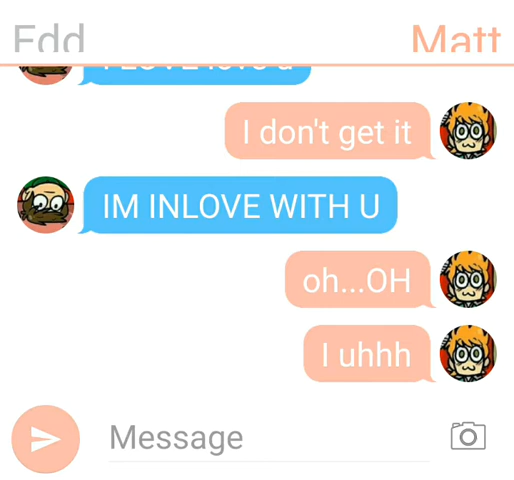 Edd
Matt
I don't get it
IM INLOVE WITH U
oh...OH
I uhhh
Message